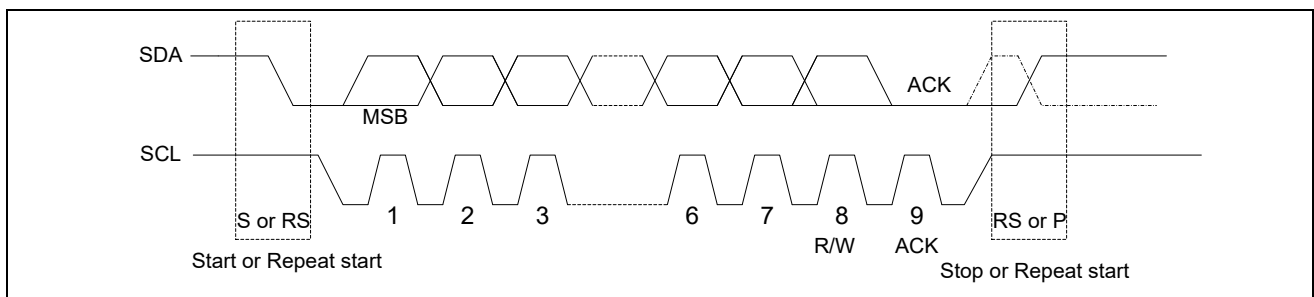 SDA
ACK
MSB
SCL
S or RS
1 2 3 6 7 8 9
RS or P
R/W ACK
Start or Repeat start
Stop or Repeat start